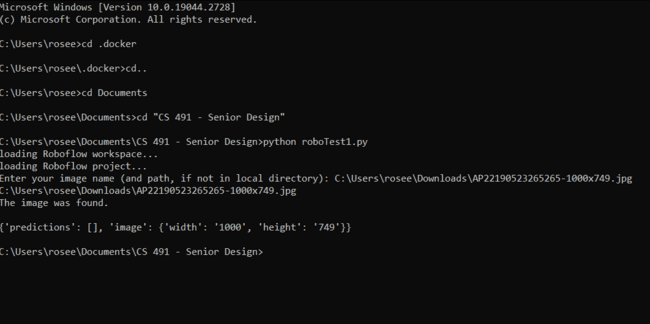 Microsoft Windows [Version 10.0.19044.2728]
(c) Microsoft Corporation. All rights reserved.
C:\Users\rosee>cd .docker
C:\Users\rosee\.docker>cd..
C:\Users\rosee>cd Documents
C:\Users\rosee\Documents>cd "CS 491 - Senior Design"
C:\Users\rosee\Documents\CS 491 - Senior Design>python roboTest1.py
loading Roboflow workspace...
loading Roboflow project...
Enter your image name (and path, if not in local directory): C:\Users\rosee\Downloads\AP22190523265265-1000x749.jpg
C:\Users\rosee\Downloads\AP22190523265265-1000x749.jpg
The image was found.
{'predictions': [], 'image': {'width': '1000', 'height': '749'}}
C:\Users\rosee\Documents\CS 491 - Senior Design>